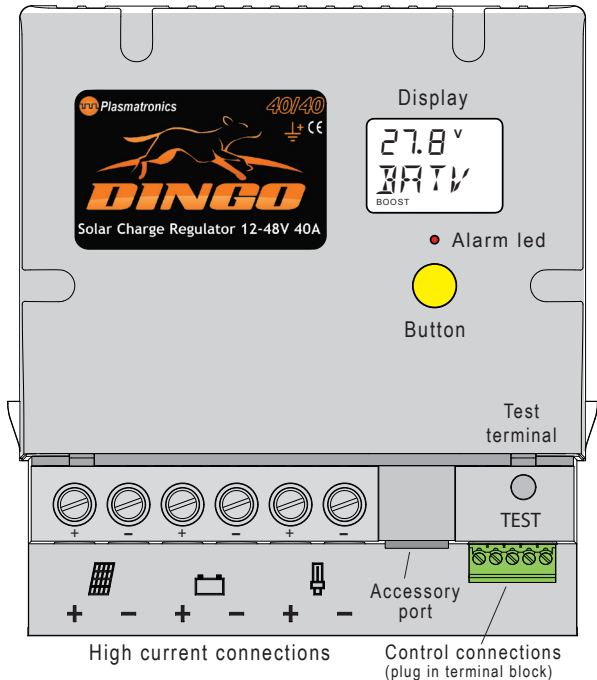 Plasmatronics
40/40
CE
DINGO
Solar Charge Regulator 12-48V 40A
Display
27.8 v
BATV
BOOST
Alarm led
Button
Test
terminal
+ − + − + −
TEST
+ − + − + −
Accessory
port
High current connections
Control connections
(plug in terminal block)